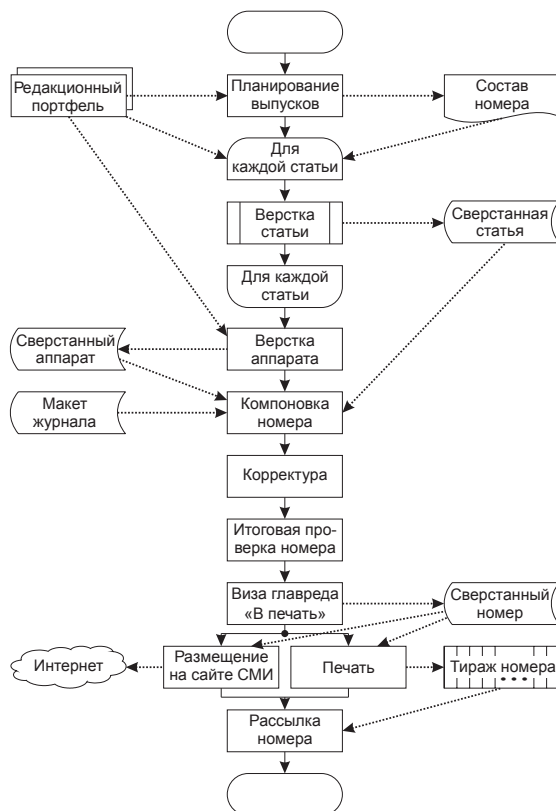 Редакционный
портфель
Планирование
выпусков
Состав
номера
Для
каждой статьи
Верстка
статьи
Сверстанная
статья
Для каждой
статьи
Сверстанный
аппарат
Верстка
аппарата
Макет
журнала
Компоновка
номера
Корректура
Итоговая про-
верка номера
Виза главреда
«В печать»
Сверстанный
номер
Интернет
Размещение
на сайте СМИ
Печать
Тираж номера
Рассылка
номера